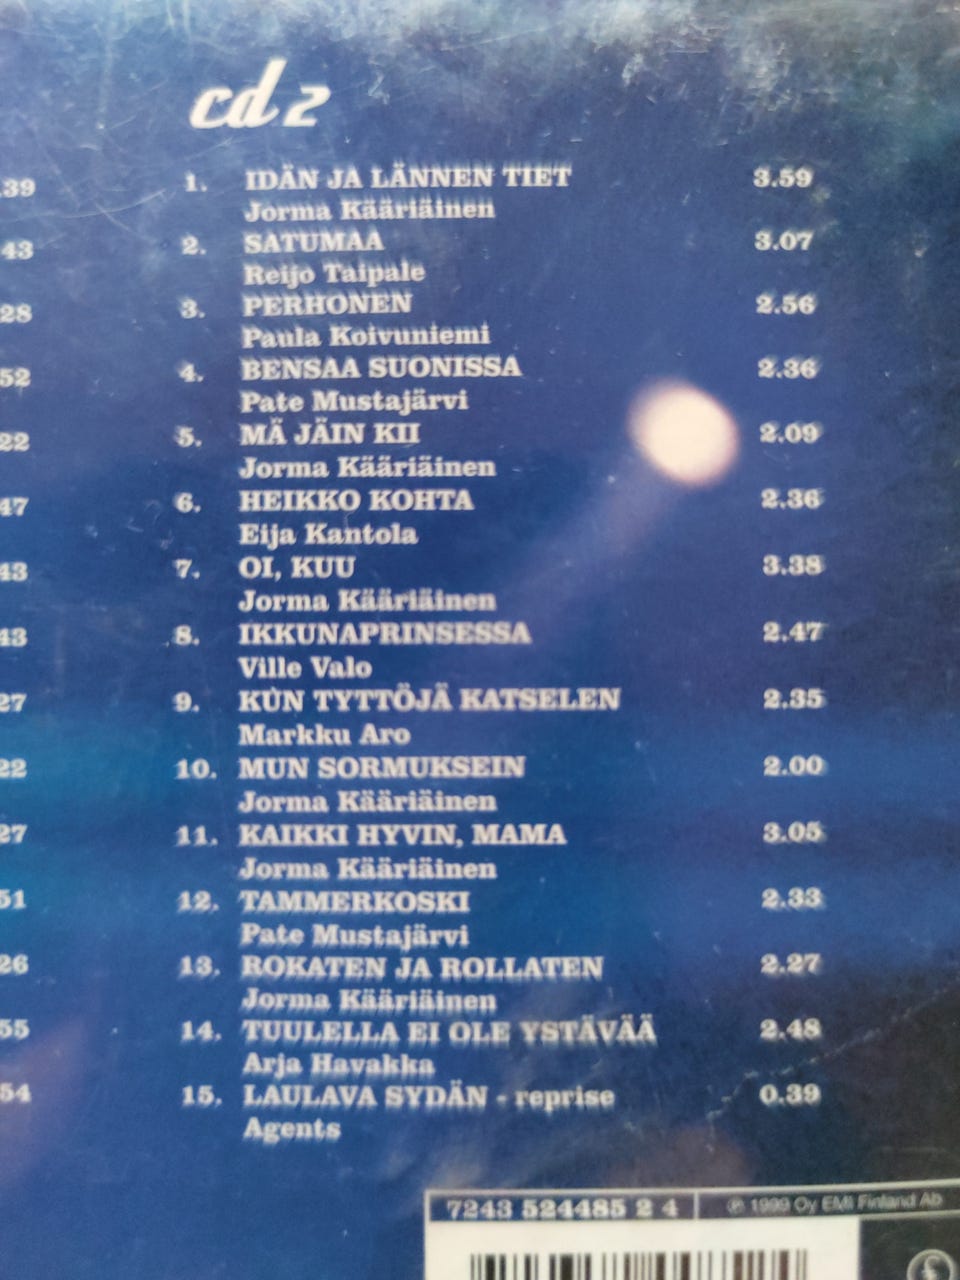 cd 2
.39
1. IDÄN JA LÄNNEN TIET 3.59
Jorma Kääriäinen
43
2. SATUMAA 3.07
Reijo Taipale
28
3. PERHONEN 2.56
Paula Koivuniemi
52
4. BENSAA SUONISSA 2.36
Pate Mustajärvi
22
5. MÄ JÄIN KII 2.09
Jorma Kääriäinen
47
6. HEIKKO KOHTA 2.36
Eija Kantola
43
7. OI, KUU 3.38
Jorma Kääriäinen
43
8. IKKUNAPRINSESSA 2.47
Ville Valo
27
9. KUN TYTTÖJÄ KATSELEN 2.35
Markku Aro
22
10. MUN SORMUKSEIN 2.00
Jorma Kääriäinen
27
11. KAIKKI HYVIN, MAMA 3.05
Jorma Kääriäinen
51
12. TAMMERKOSKI 2.33
Pate Mustajärvi
26
13. ROKATEN JA ROLLATEN 2.27
Jorma Kääriäinen
55
14. TUULELLA EI OLE YSTÄVÄÄ 2.48
Arja Havakka
54
15. LAULAVA SYDÄN - reprise 0.39
Agents
7243 524485 2 4 ℗ 1999 Oy EMI Finland Ab